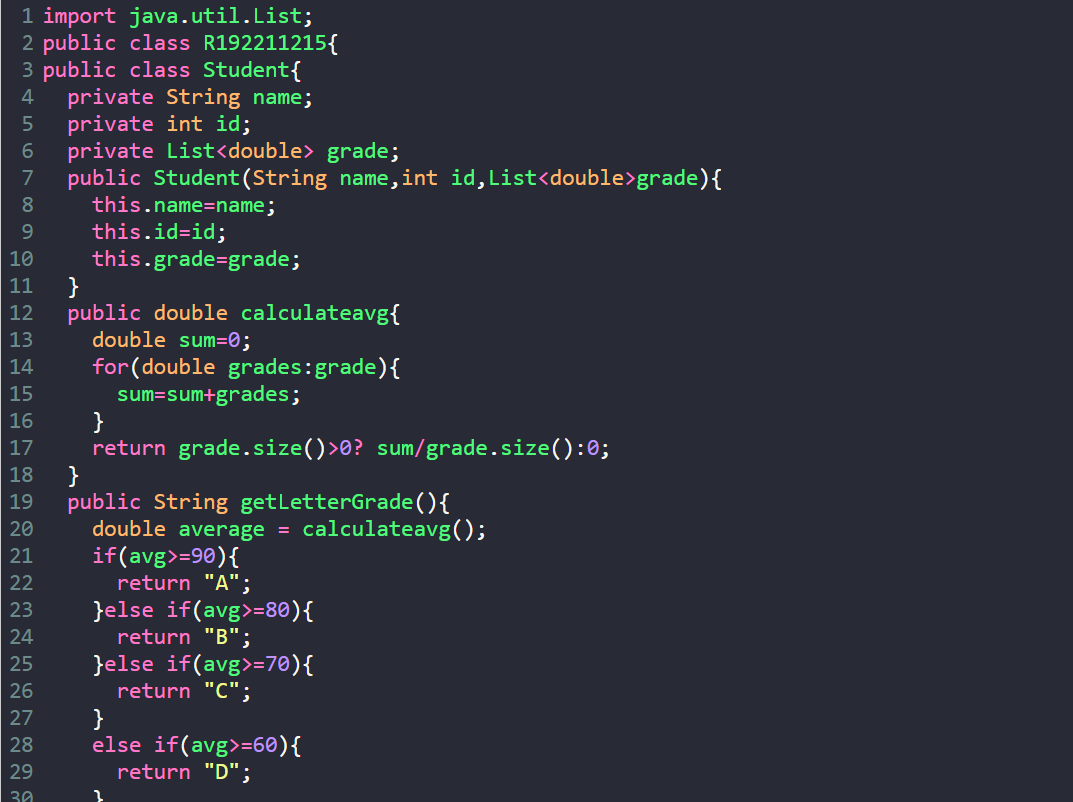 1 import java.util.List;
2 public class R192211215{
3 public class Student{
4   private String name;
5   private int id;
6   private List<double> grade;
7   public Student(String name,int id,List<double>grade){
8     this.name=name;
9     this.id=id;
10     this.grade=grade;
11   }
12   public double calculateavg{
13     double sum=0;
14     for(double grades:grade){
15       sum=sum+grades;
16     }
17     return grade.size()>0? sum/grade.size():0;
18   }
19   public String getLetterGrade(){
20     double average = calculateavg();
21     if(avg>=90){
22       return "A";
23     }else if(avg>=80){
24       return "B";
25     }else if(avg>=70){
26       return "C";
27     }
28     else if(avg>=60){
29       return "D";
30     }